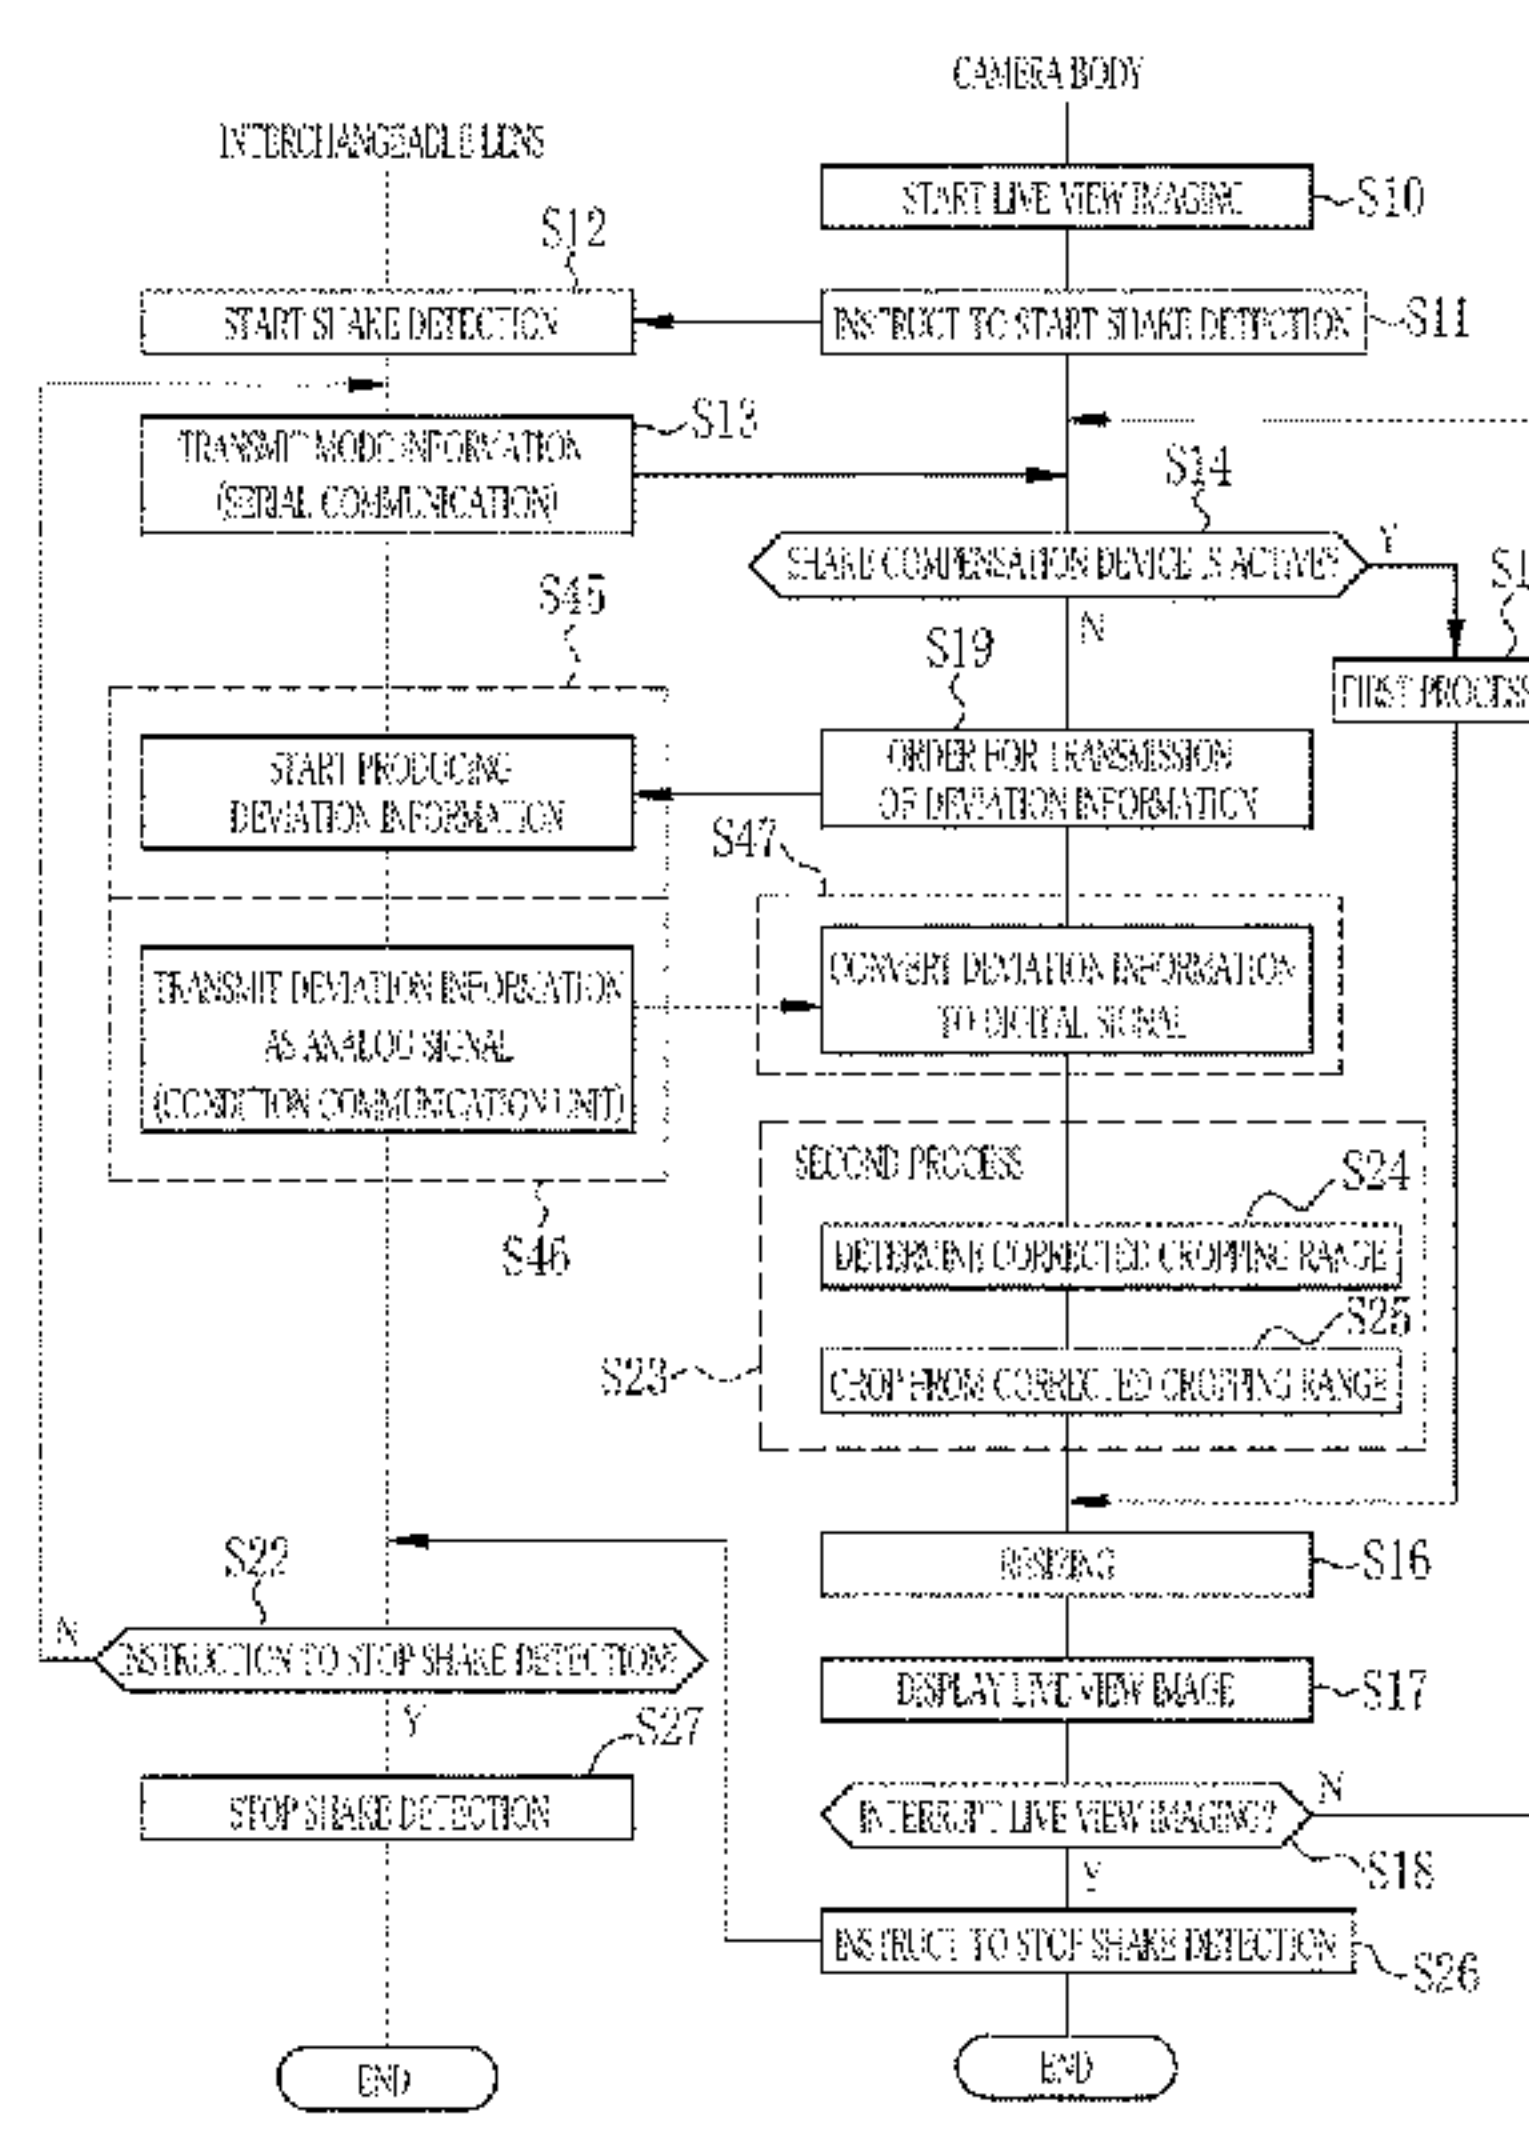 CAMERA BODY
INTERCHANGEABLE LENS
START LIVE VIEW IMAGING
S10
S12
START SHAKE DETECTION
INSTRUCT TO START SHAKE DETECTION
S11
TRANSMIT MODE INFORMATION
(SERIAL COMMUNICATION)
S13
S14
SHAKE COMPENSATION DEVICE IS ACTIVE?
Y
N
FIRST PROCESS
S45
S19
START PRODUCING
DEVIATION INFORMATION
ORDER FOR TRANSMISSION
OF DEVIATION INFORMATION
S47
TRANSMIT DEVIATION INFORMATION
AS ANALOG SIGNAL
(CONDITION COMMUNICATION UNIT)
CONVERT DEVIATION INFORMATION
TO DIGITAL SIGNAL
S46
SECOND PROCESS
S24
DETERMINE CORRECTED CROPPING RANGE
S25
CROP FROM CORRECTED CROPPING RANGE
S23
RESIZING
S16
S22
N
INSTRUCTION TO STOP SHAKE DETECTION?
Y
DISPLAY LIVE VIEW IMAGE
S17
S27
STOP SHAKE DETECTION
INTERRUPT LIVE VIEW IMAGING?
N
S18
Y
INSTRUCT TO STOP SHAKE DETECTION
S26
END
END